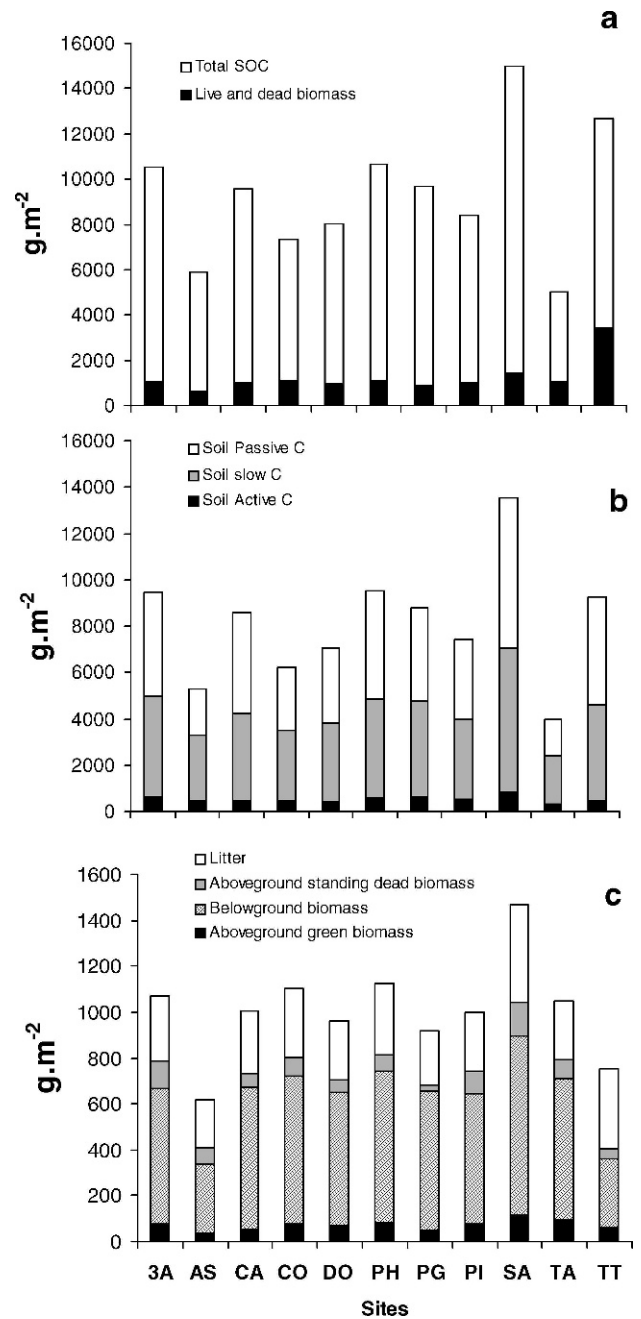 a
16000
14000
12000
10000
8000
6000
4000
2000
0
g.m-2
Total SOC
Live and dead biomass
b
16000
14000
12000
10000
8000
6000
4000
2000
0
g.m-2
Soil Passive C
Soil slow C
Soil Active C
c
1600
1400
1200
1000
800
600
400
200
0
g.m-2
Litter
Aboveground standing dead biomass
Belowground biomass
Aboveground green biomass
3A AS CA CO DO PH PG PI SA TA TT
Sites